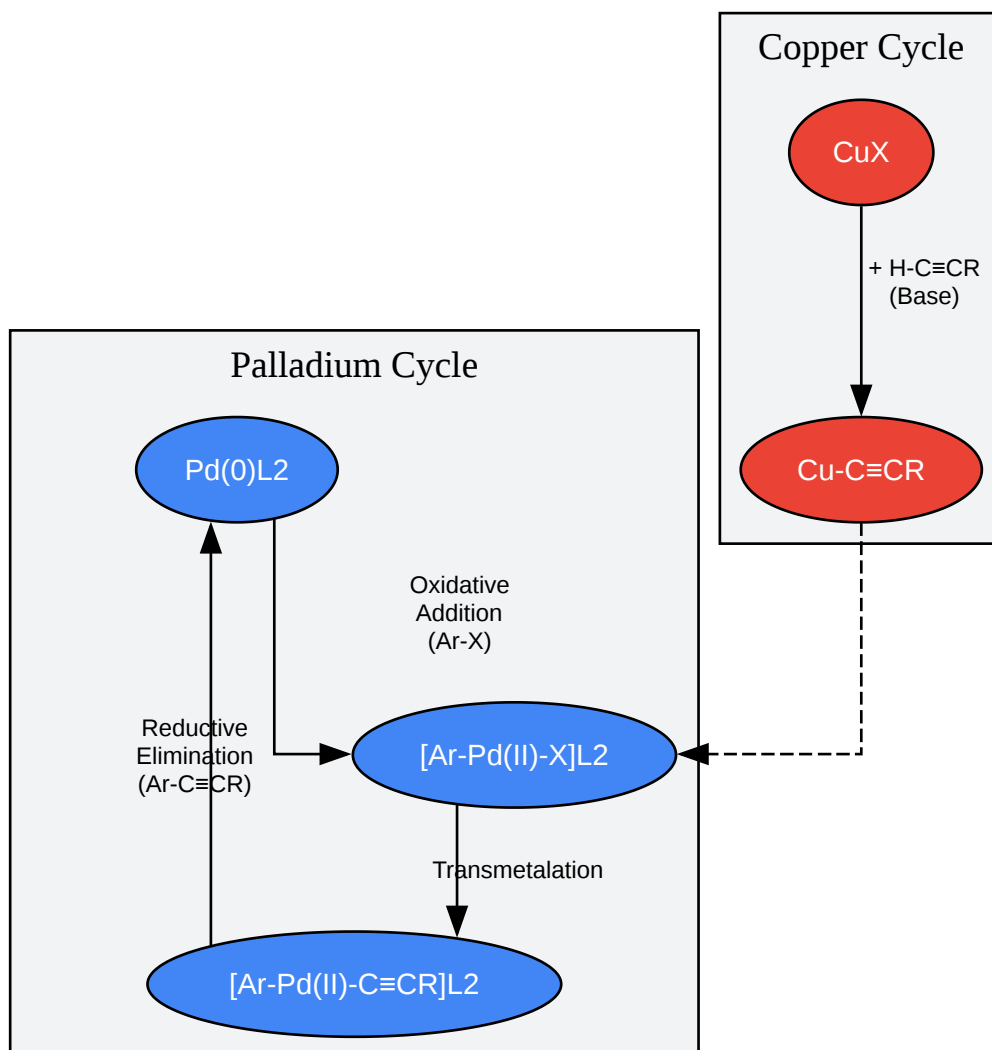 Copper Cycle
CuX
+ H-C≡CR
(Base)
Cu-C≡CR
Palladium Cycle
Pd(0)L2
Oxidative
Addition
(Ar-X)
[Ar-Pd(II)-X]L2
Reductive
Elimination
(Ar-C≡CR)
Transmetalation
[Ar-Pd(II)-C≡CR]L2